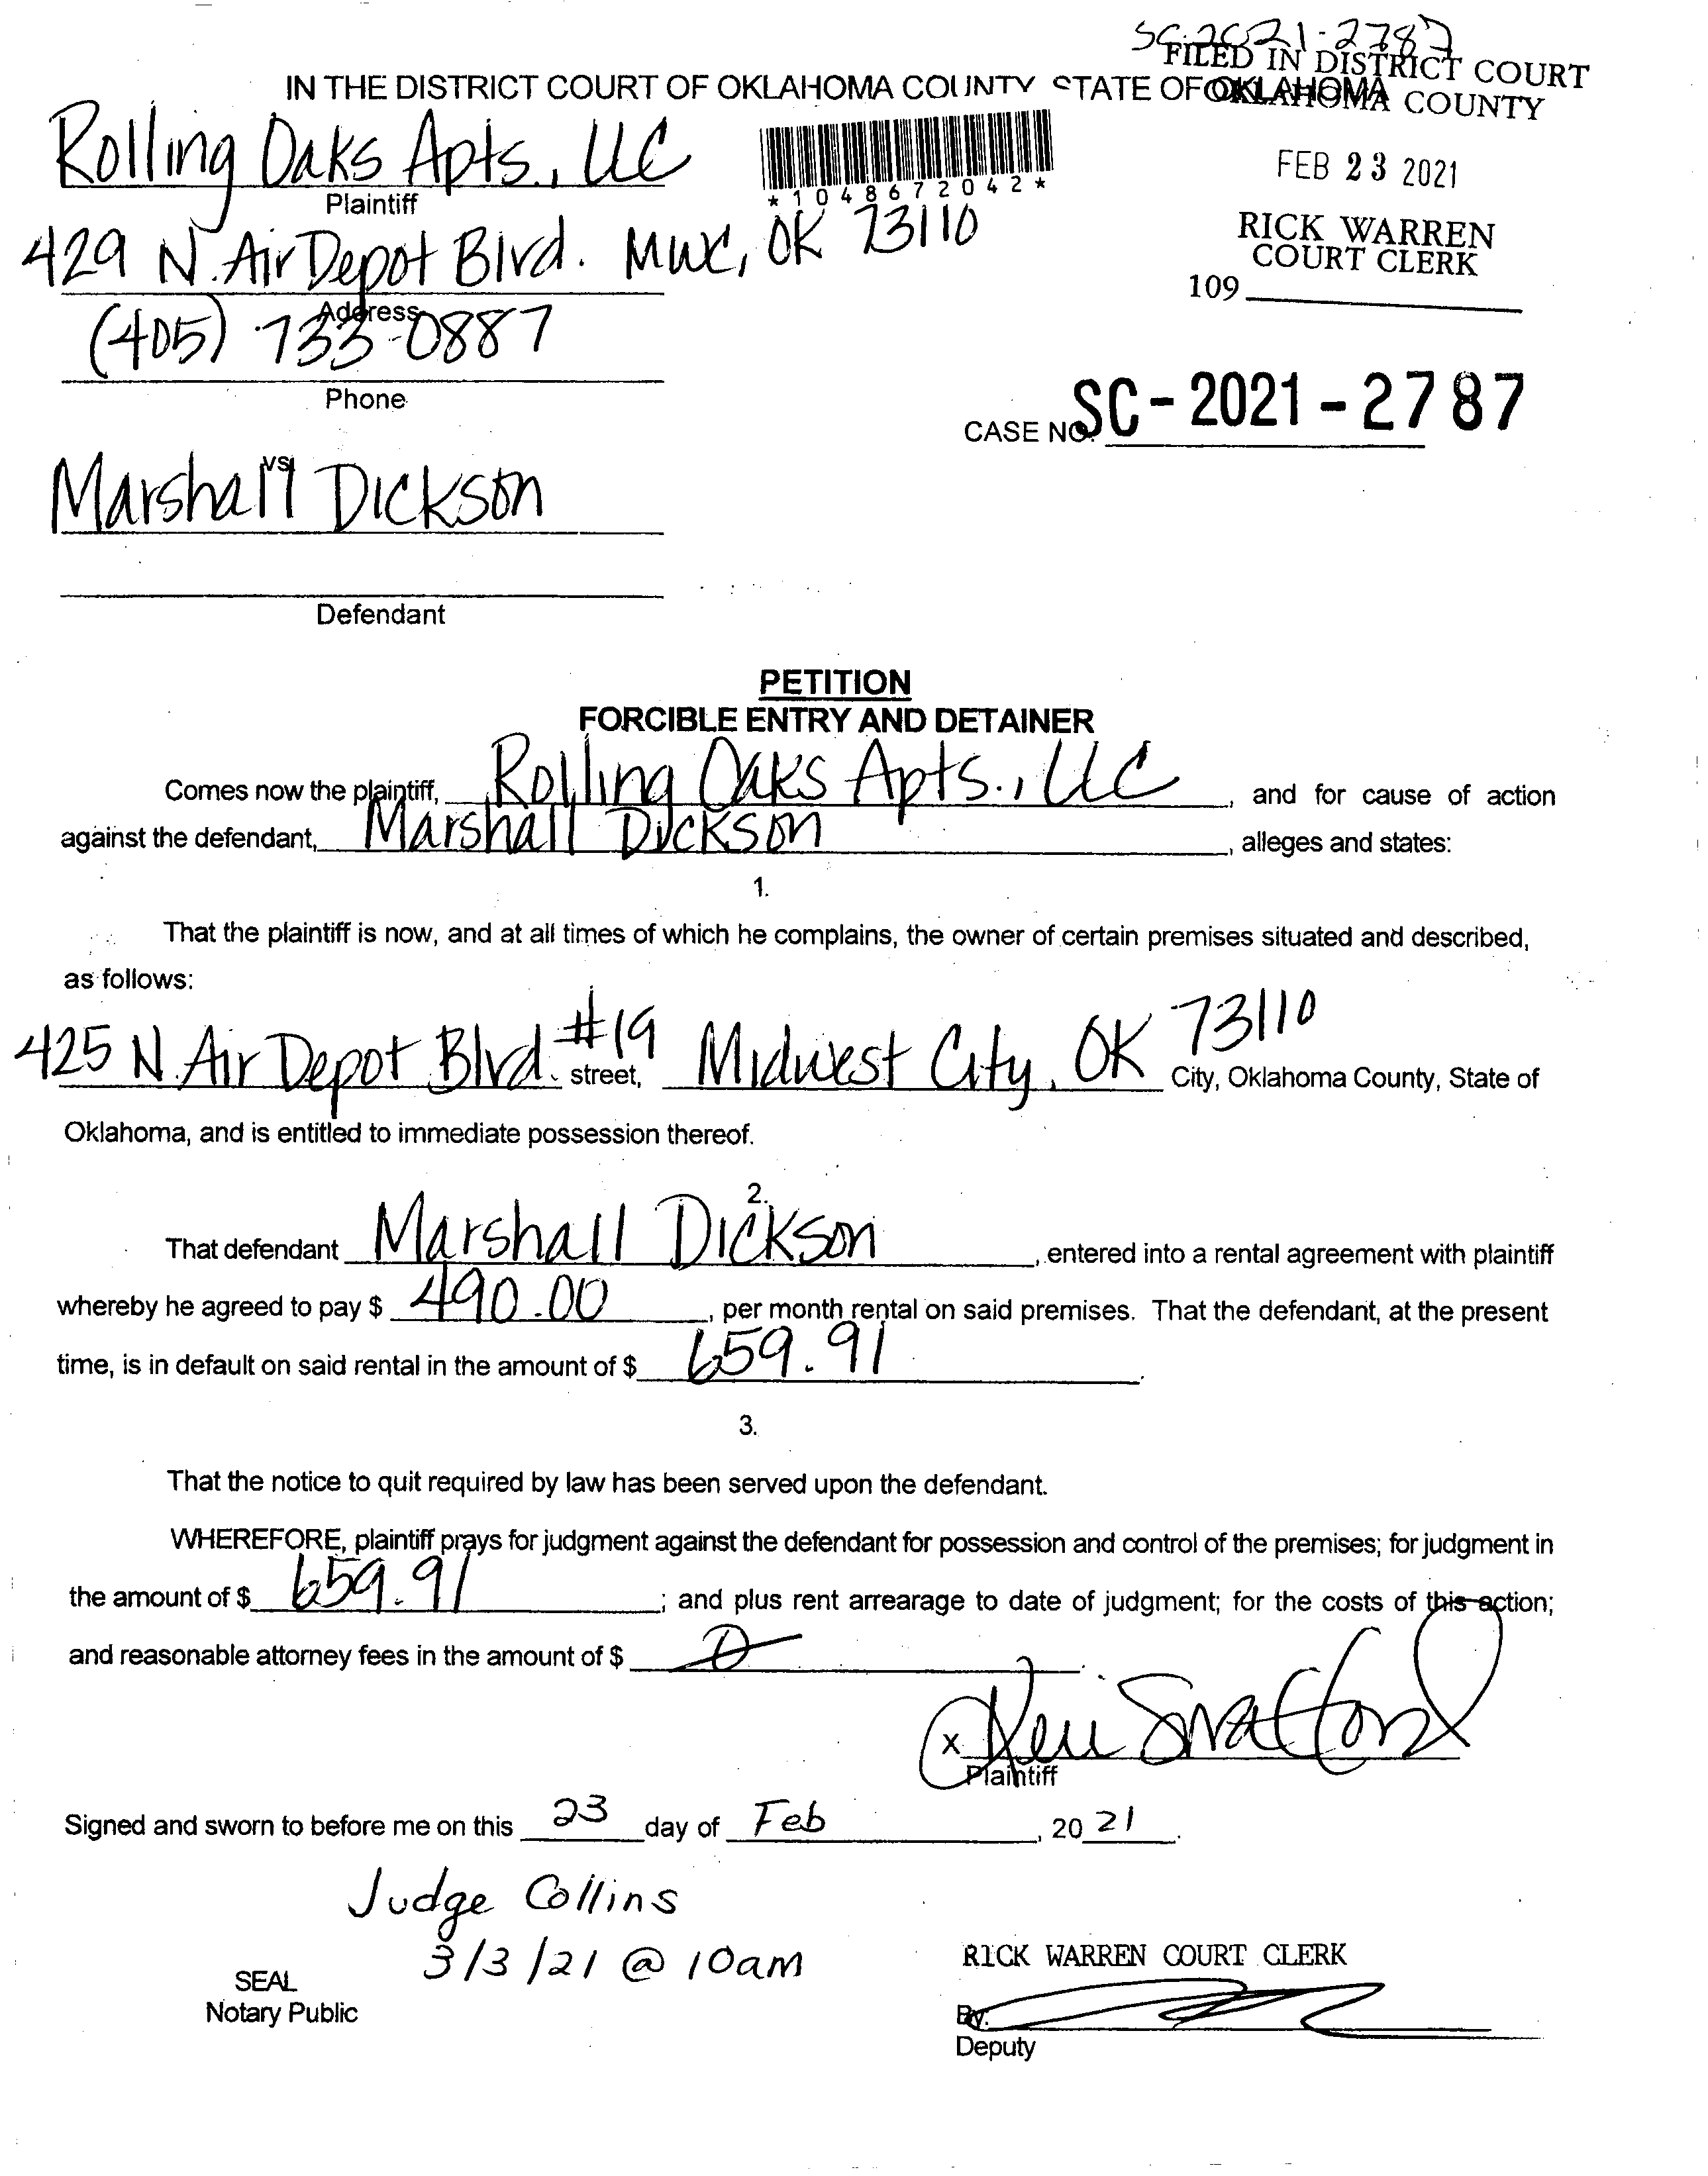 SC-2021-2787
FILED IN DISTRICT COURT
OKLAHOMA COUNTY
IN THE DISTRICT COURT OF OKLAHOMA COUNTY STATE OF OKLAHOMA
Rolling Oaks Apts., LLC
Plaintiff
*1048672042*
FEB 23 2021
429 N. Air Depot Blvd. MWC, OK 73110
Address
RICK WARREN
COURT CLERK
109
(405) 733-0887
Phone
CASE NO. SC-2021-2787
vs
Marshall Dickson
Defendant
PETITION
FORCIBLE ENTRY AND DETAINER
Comes now the plaintiff, Rolling Oaks Apts., LLC, and for cause of action
against the defendant, Marshall Dickson, alleges and states:
1.
That the plaintiff is now, and at all times of which he complains, the owner of certain premises situated and described,
as follows:
425 N. Air Depot Blvd. #19 street, Midwest City, OK 73110 City, Oklahoma County, State of
Oklahoma, and is entitled to immediate possession thereof.
2.
That defendant Marshall Dickson, entered into a rental agreement with plaintiff
whereby he agreed to pay $ 490.00, per month rental on said premises. That the defendant, at the present
time, is in default on said rental in the amount of $ 659.91.
3.
That the notice to quit required by law has been served upon the defendant.
WHEREFORE, plaintiff prays for judgment against the defendant for possession and control of the premises; for judgment in
the amount of $ 659.91; and plus rent arrearage to date of judgment; for the costs of this action;
and reasonable attorney fees in the amount of $
x
Plaintiff
Signed and sworn to before me on this 23 day of Feb, 2021.
Judge Collins
3/3/21 @ 10am
SEAL
Notary Public
RICK WARREN COURT CLERK
By:
Deputy